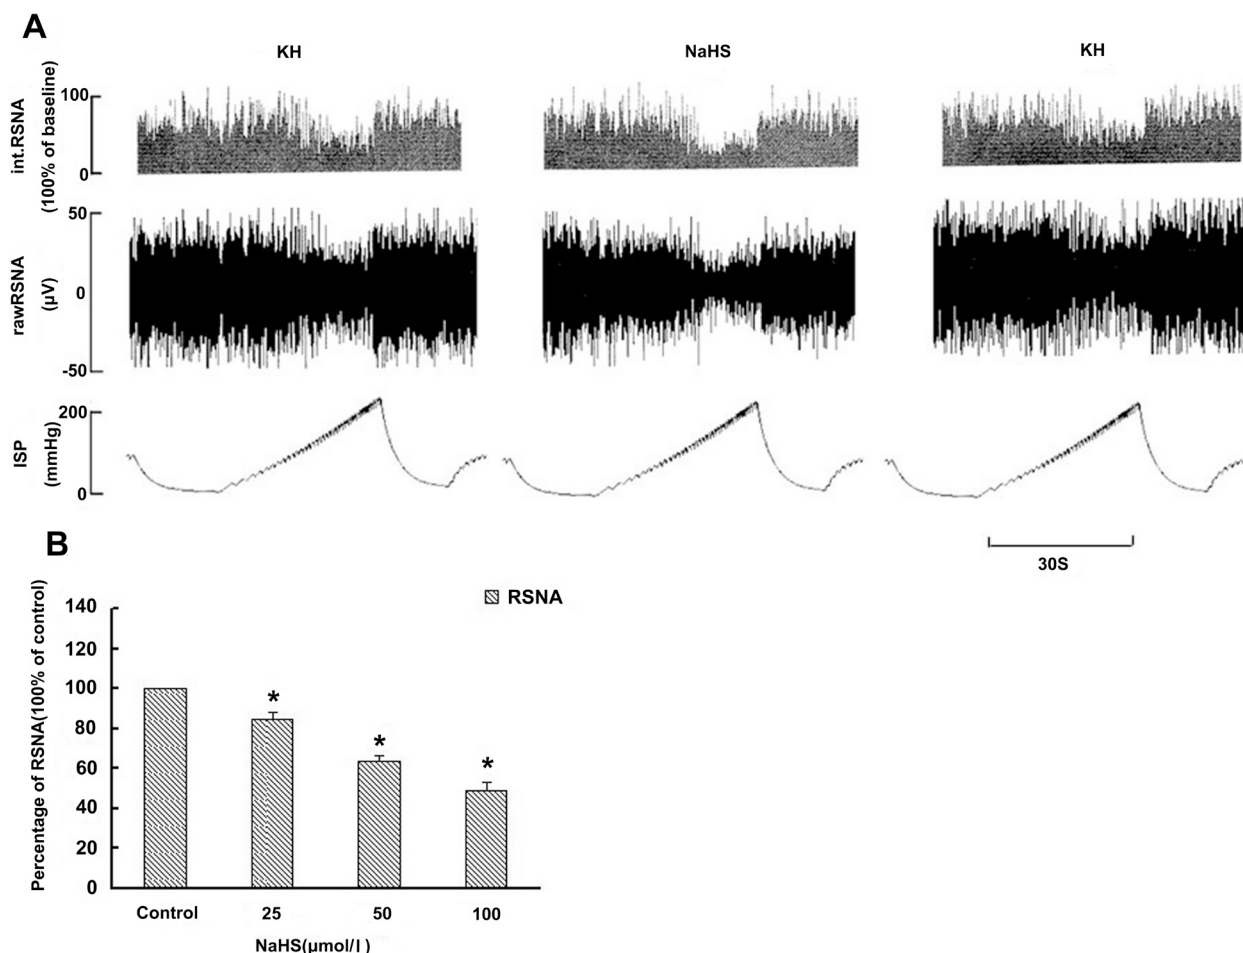 A
KH
NaHS
KH
int.RSNA
(100% of baseline)
100
0
rawRSNA
(µV)
50
0
-50
ISP
(mmHg)
200
0
30S
B
RSNA
Percentage of RSNA(100% of control)
140
120
100
80
60
40
20
0
*
*
*
Control
25
50
100
NaHS(µmol/l)